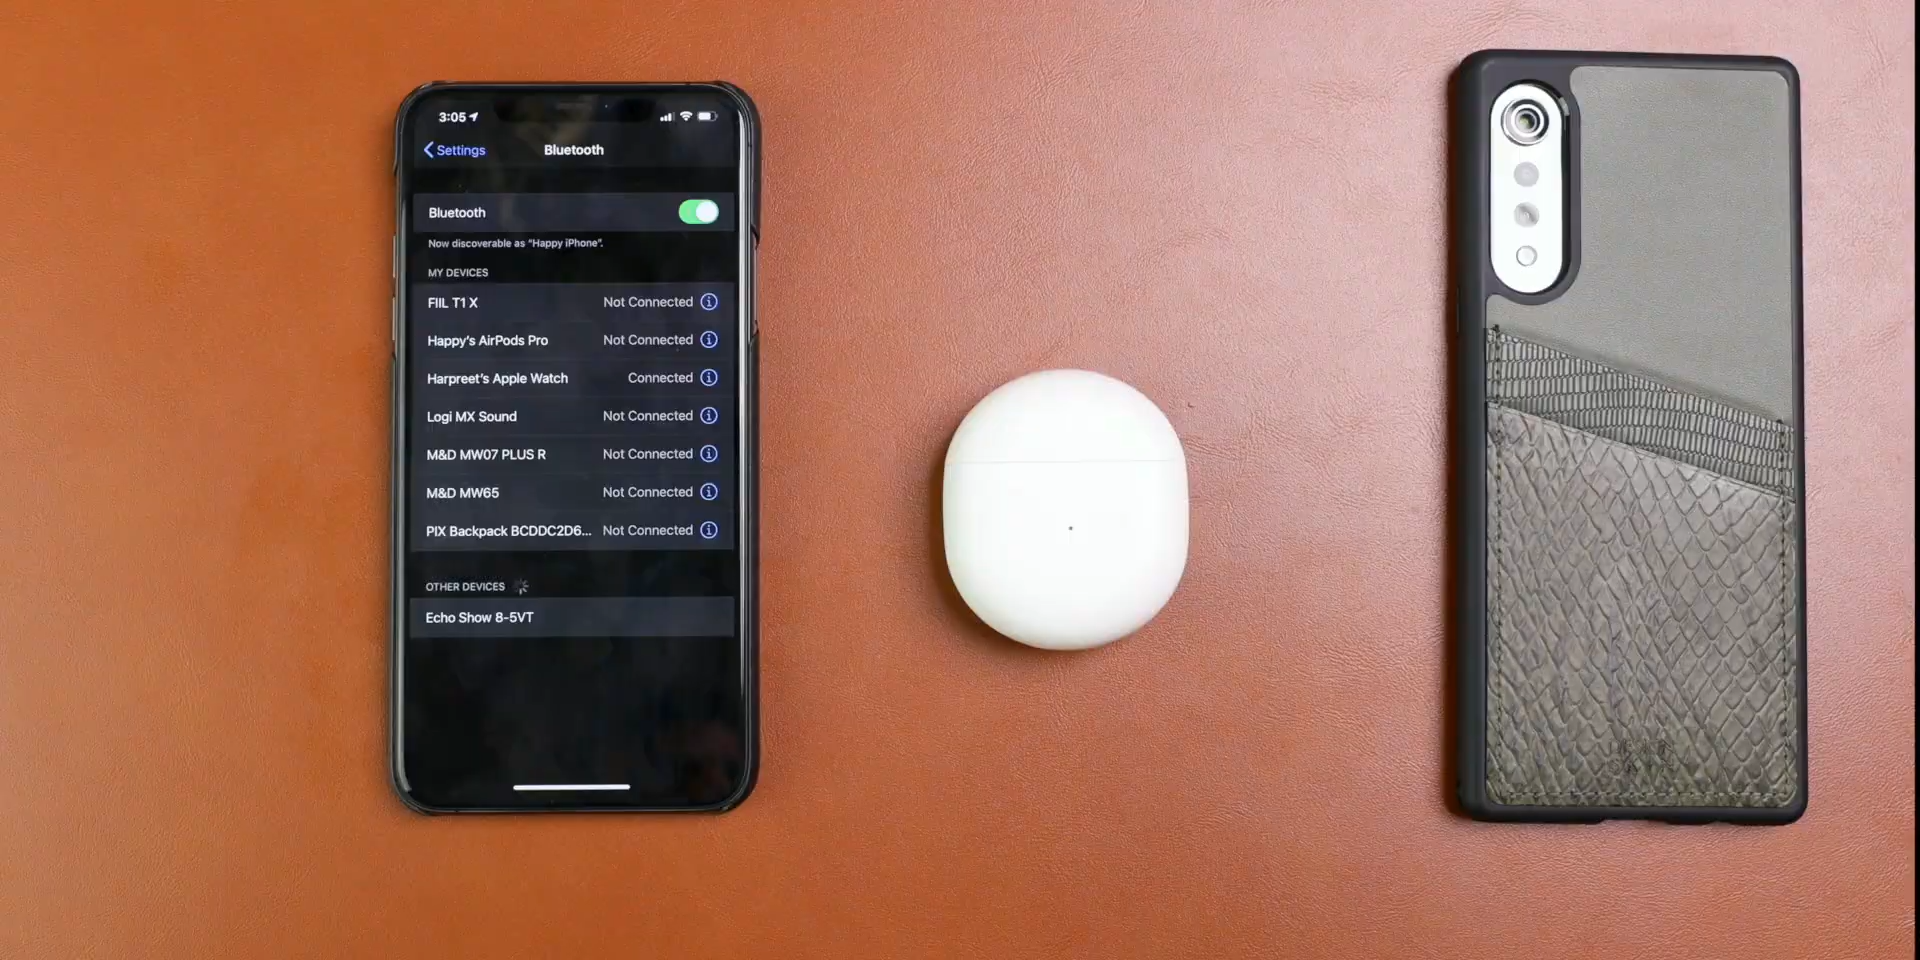 3:05
Settings
Bluetooth
Bluetooth
Now discoverable as “Happy iPhone”.
MY DEVICES
FIIL T1 X Not Connected
Happy’s AirPods Pro Not Connected
Harpreet’s Apple Watch Connected
Logi MX Sound Not Connected
M&D MW07 PLUS R Not Connected
M&D MW65 Not Connected
PIX Backpack BCDDC2D6... Not Connected
OTHER DEVICES
Echo Show 8-5VT